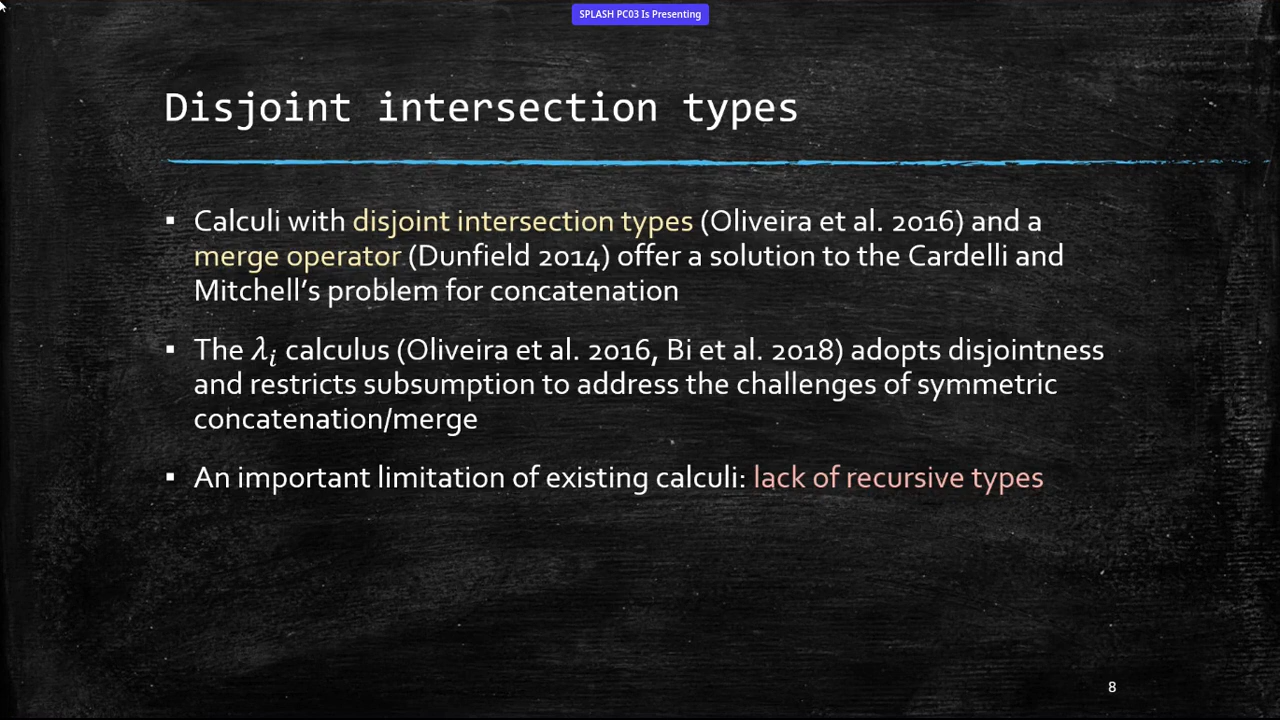 SPLASH PC03 Is Presenting
Disjoint intersection types
▪ Calculi with disjoint intersection types (Oliveira et al. 2016) and a
merge operator (Dunfield 2014) offer a solution to the Cardelli and
Mitchell’s problem for concatenation
▪ The λᵢ calculus (Oliveira et al. 2016, Bi et al. 2018) adopts disjointness
and restricts subsumption to address the challenges of symmetric
concatenation/merge
▪ An important limitation of existing calculi: lack of recursive types
8